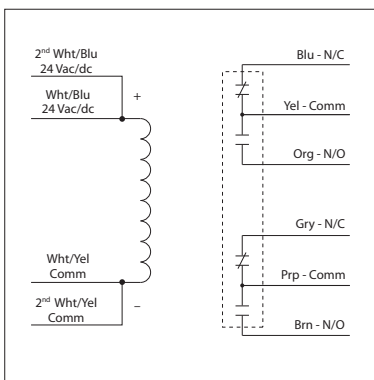 2nd Wht/Blu
24 Vac/dc
Wht/Blu
24 Vac/dc
+
Wht/Yel
Comm
2nd Wht/Yel
Comm
–
Blu - N/C
Yel - Comm
Org - N/O
Gry - N/C
Prp - Comm
Brn - N/O